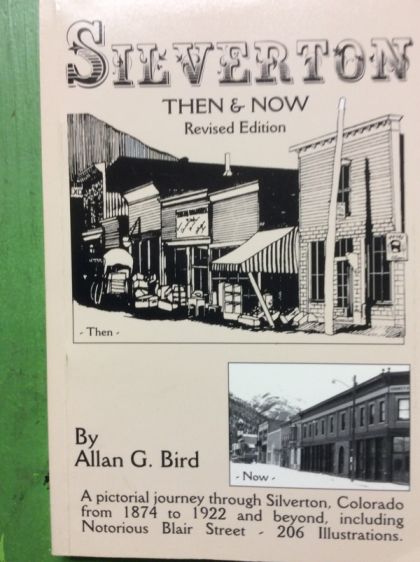 SILVERTON
THEN & NOW
Revised Edition
- Then -
- Now -
By
Allan G. Bird
A pictorial journey through Silverton, Colorado
from 1874 to 1922 and beyond, including
Notorious Blair Street - 206 Illustrations.